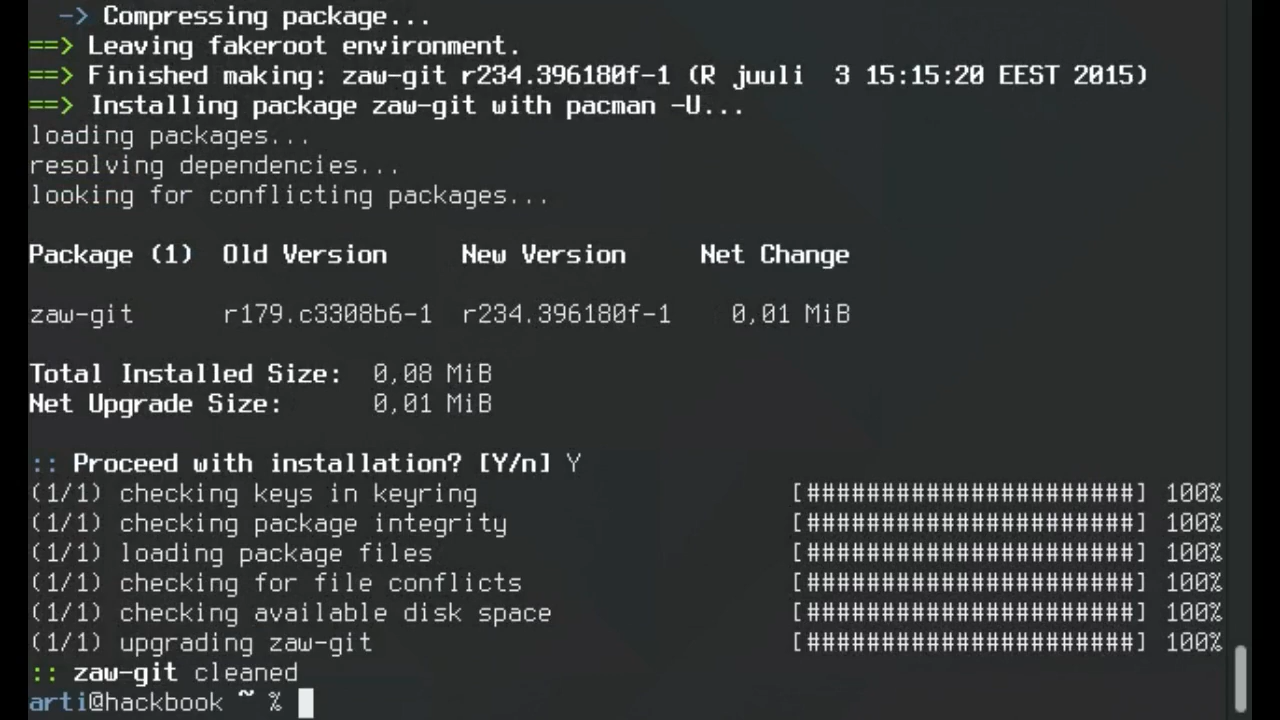 -> Compressing package...
==> Leaving fakeroot environment.
==> Finished making: zaw-git r234.396180f-1 (R juuli  3 15:15:20 EEST 2015)
==> Installing package zaw-git with pacman -U...
loading packages...
resolving dependencies...
looking for conflicting packages...
Package (1)  Old Version     New Version     Net Change
zaw-git      r179.c3308b6-1  r234.396180f-1    0,01 MiB
Total Installed Size:  0,08 MiB
Net Upgrade Size:      0,01 MiB
:: Proceed with installation? [Y/n] Y
(1/1) checking keys in keyring                     [######################] 100%
(1/1) checking package integrity                   [######################] 100%
(1/1) loading package files                        [######################] 100%
(1/1) checking for file conflicts                  [######################] 100%
(1/1) checking available disk space                [######################] 100%
(1/1) upgrading zaw-git                            [######################] 100%
:: zaw-git cleaned
arti@hackbook ~ %